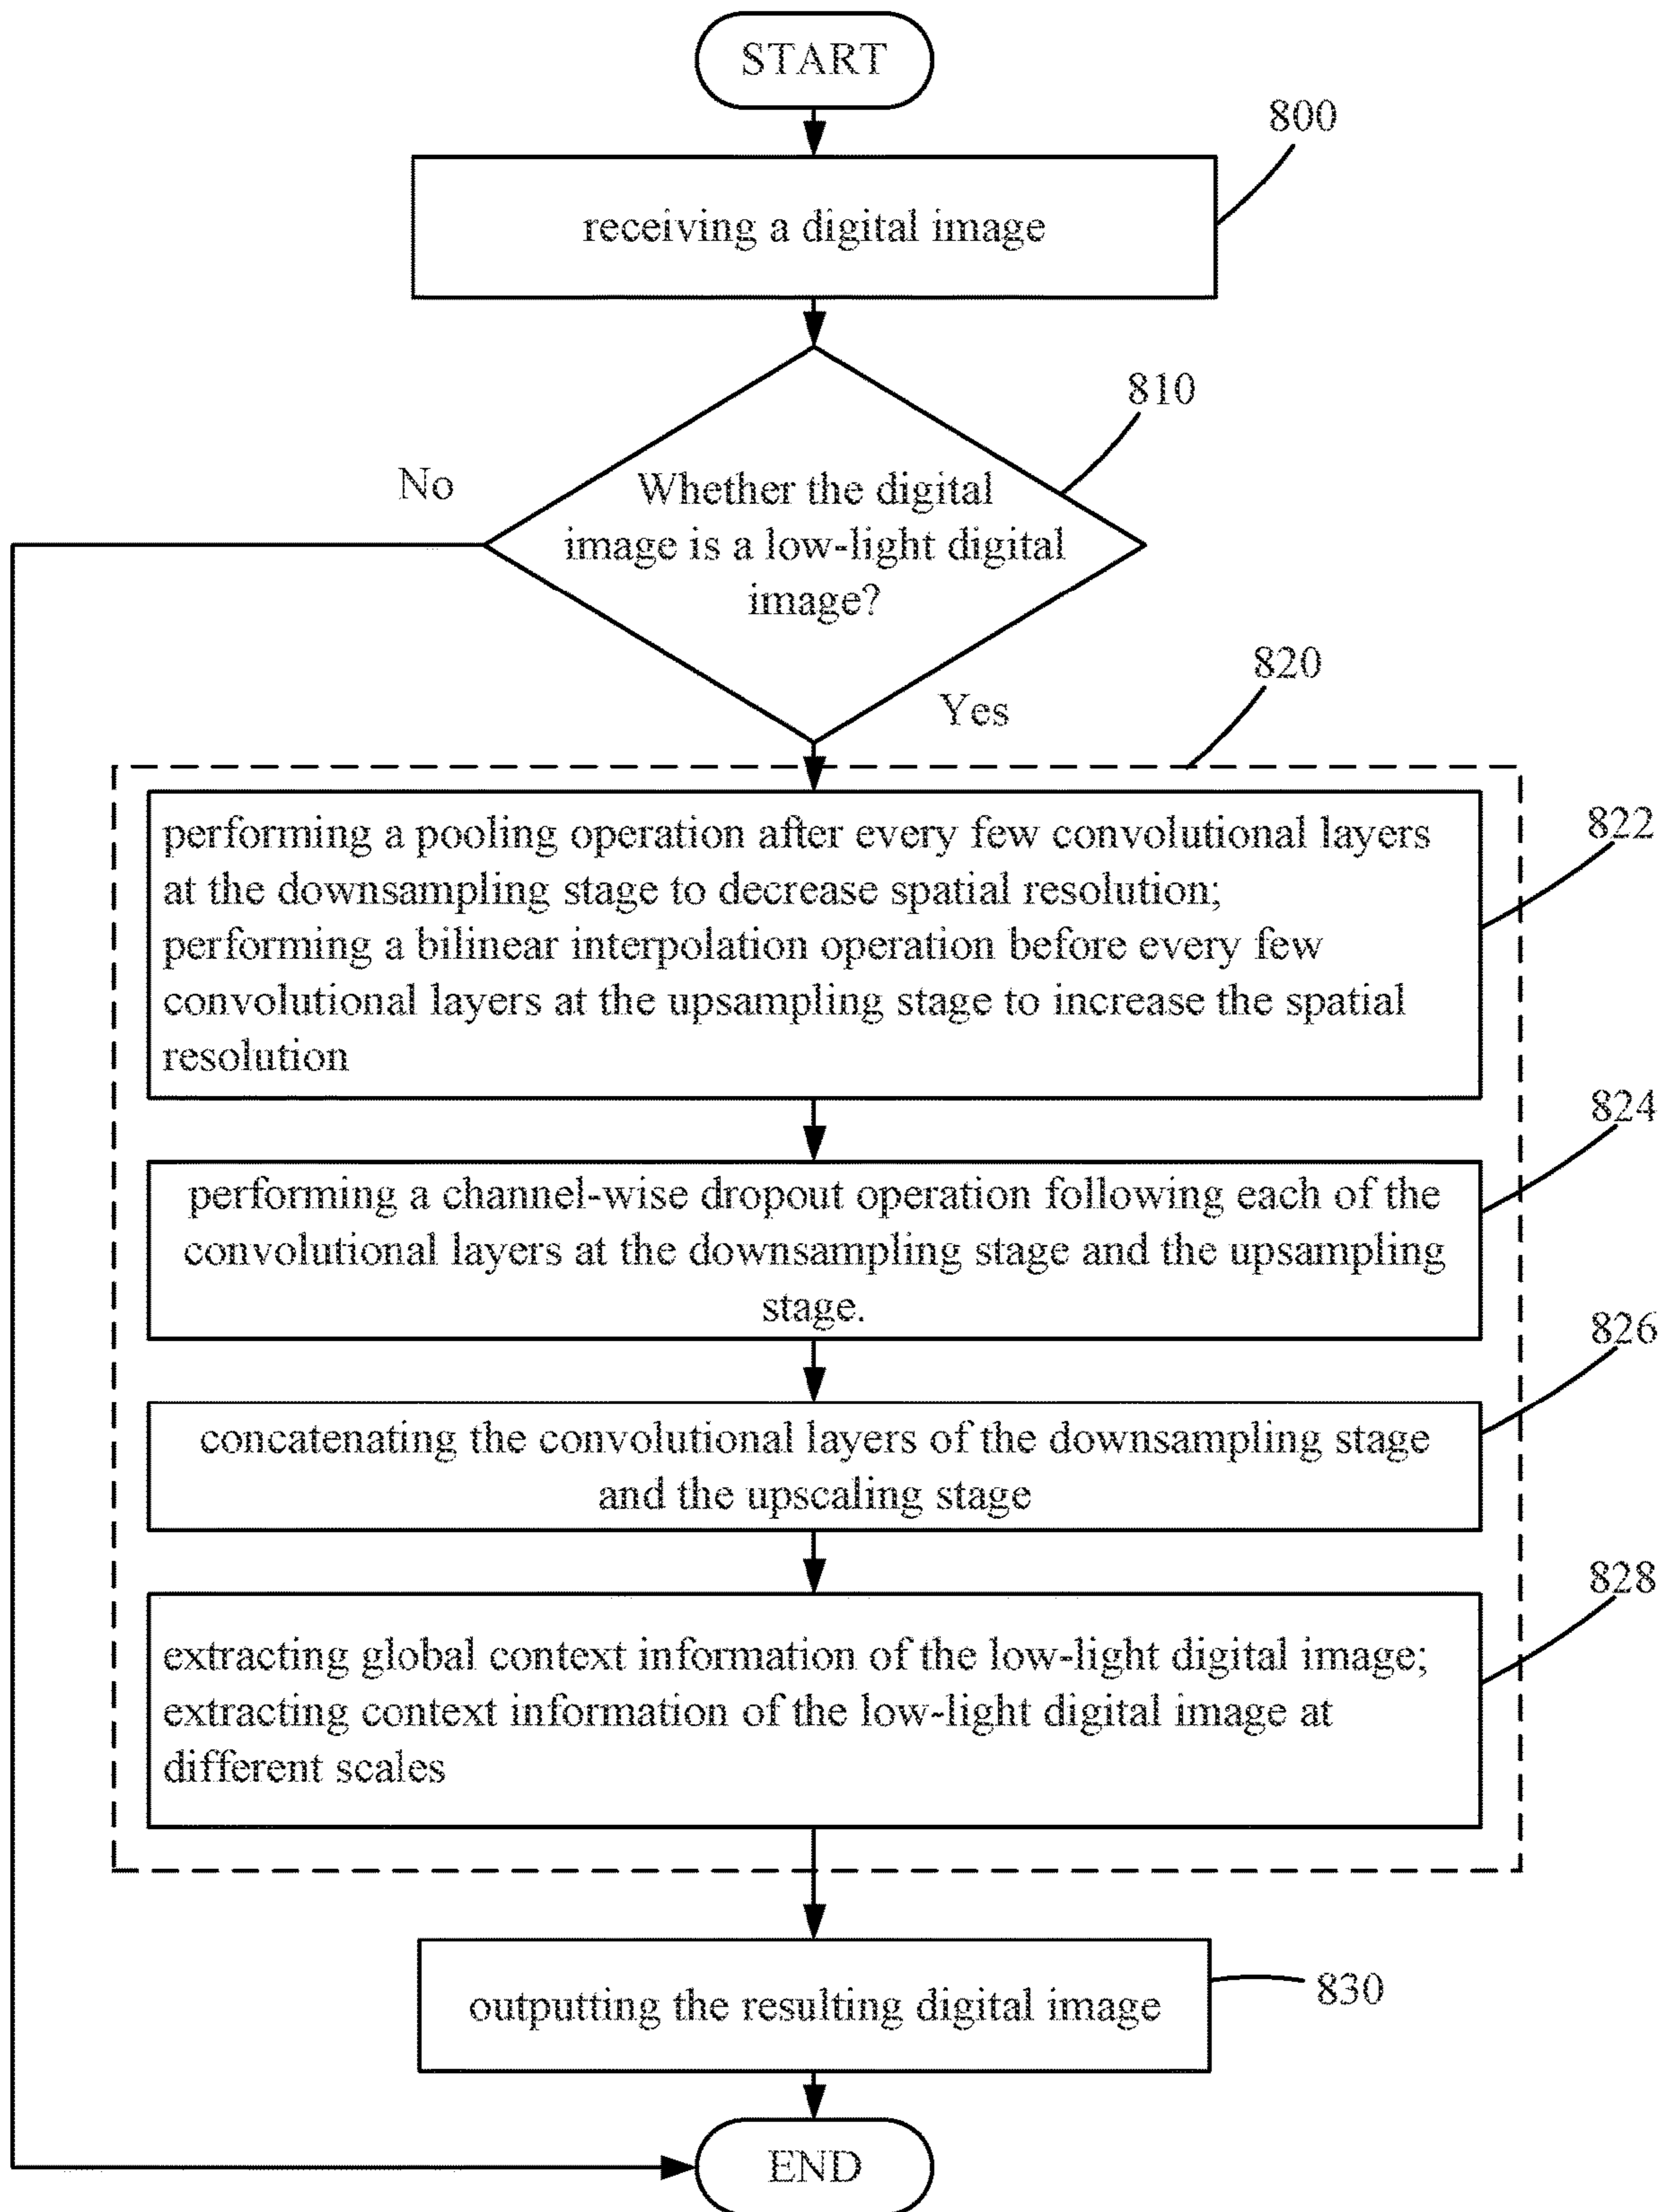 START
800
receiving a digital image
810
No
Whether the digital
image is a low-light digital
image?
820
Yes
822
performing a pooling operation after every few convolutional layers
at the downsampling stage to decrease spatial resolution;
performing a bilinear interpolation operation before every few
convolutional layers at the upsampling stage to increase the spatial
resolution
824
performing a channel-wise dropout operation following each of the
convolutional layers at the downsampling stage and the upsampling
stage.
826
concatenating the convolutional layers of the downsampling stage
and the upscaling stage
828
extracting global context information of the low-light digital image;
extracting context information of the low-light digital image at
different scales
830
outputting the resulting digital image
END